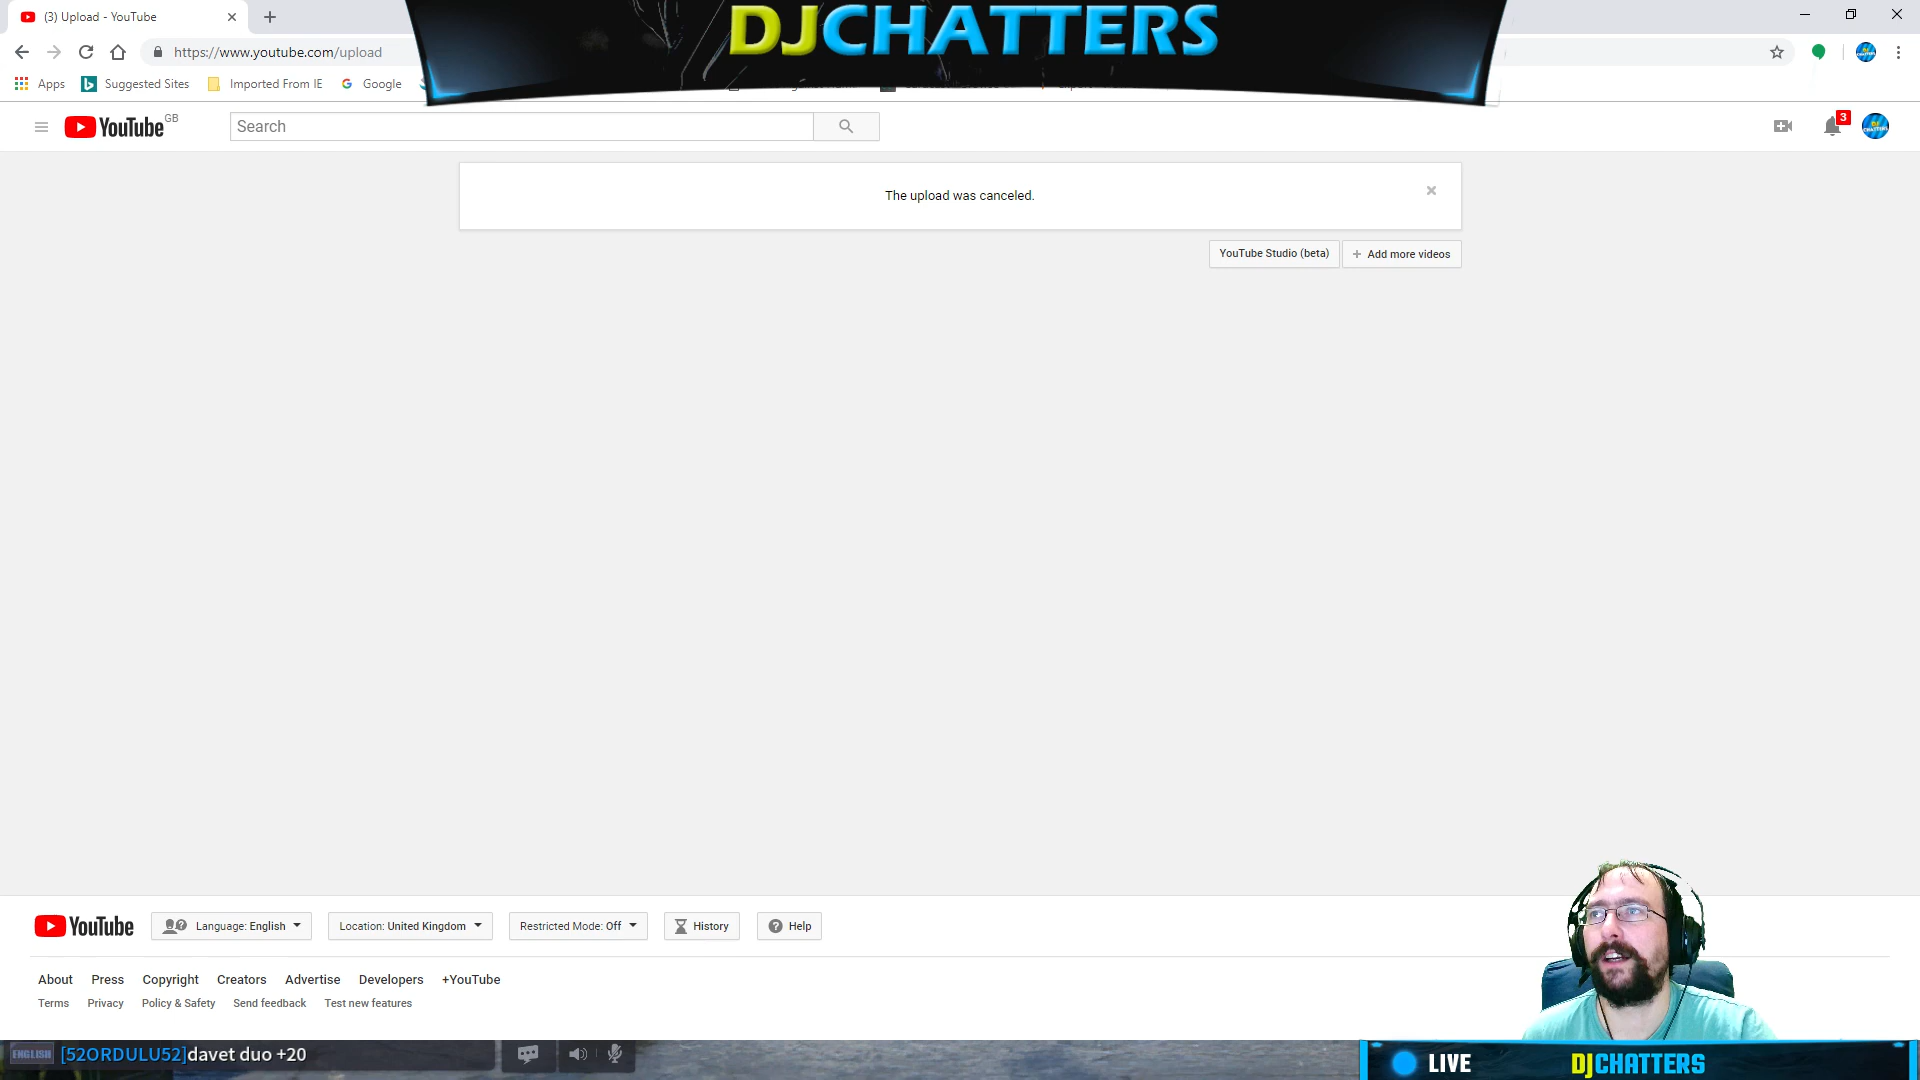 (3) Upload - YouTube
DJCHATTERS
https://www.youtube.com/upload
Apps
Suggested Sites
Imported From IE
Google
YouTube GB
Search
3
The upload was canceled.
YouTube Studio (beta)
+ Add more videos
YouTube
Language: English
Location: United Kingdom
Restricted Mode: Off
History
Help
About Press Copyright Creators Advertise Developers +YouTube
Terms Privacy Policy & Safety Send feedback Test new features
ENGLISH [52ORDULU52]davet duo +20
LIVE DJCHATTERS